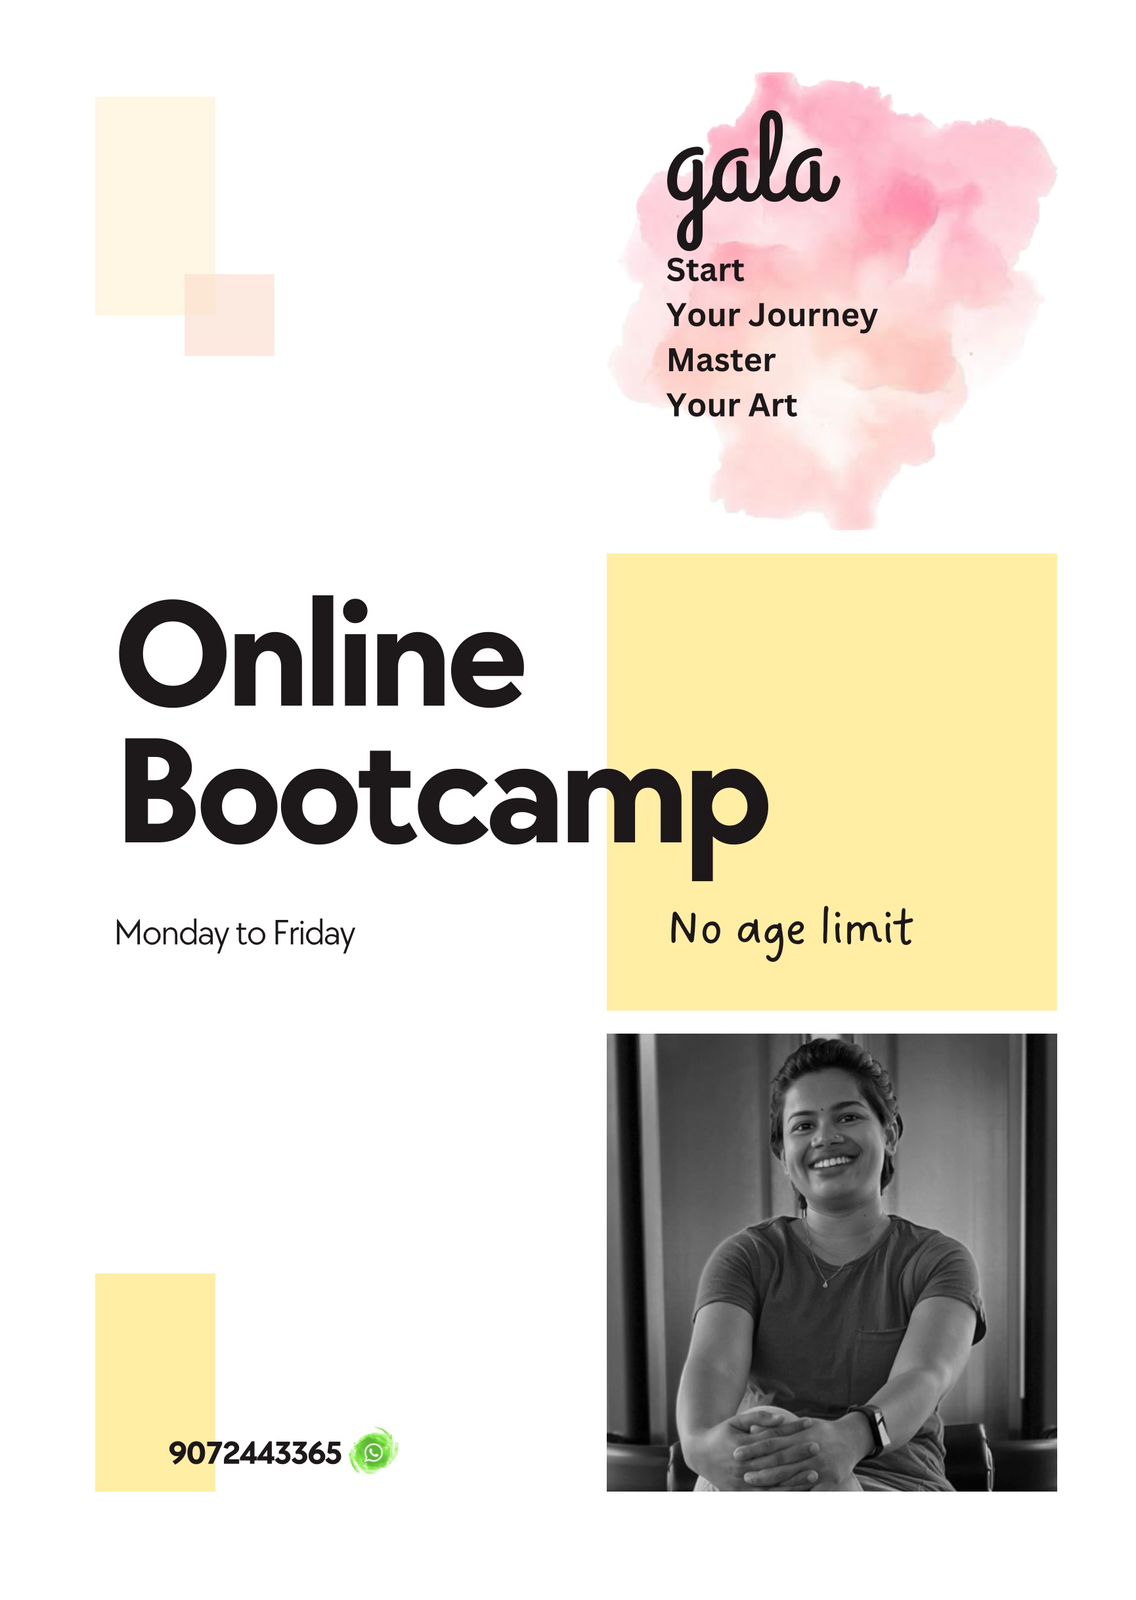 gala
Start
Your Journey
Master
Your Art
Online
Bootcamp
Monday to Friday
No age limit
9072443365